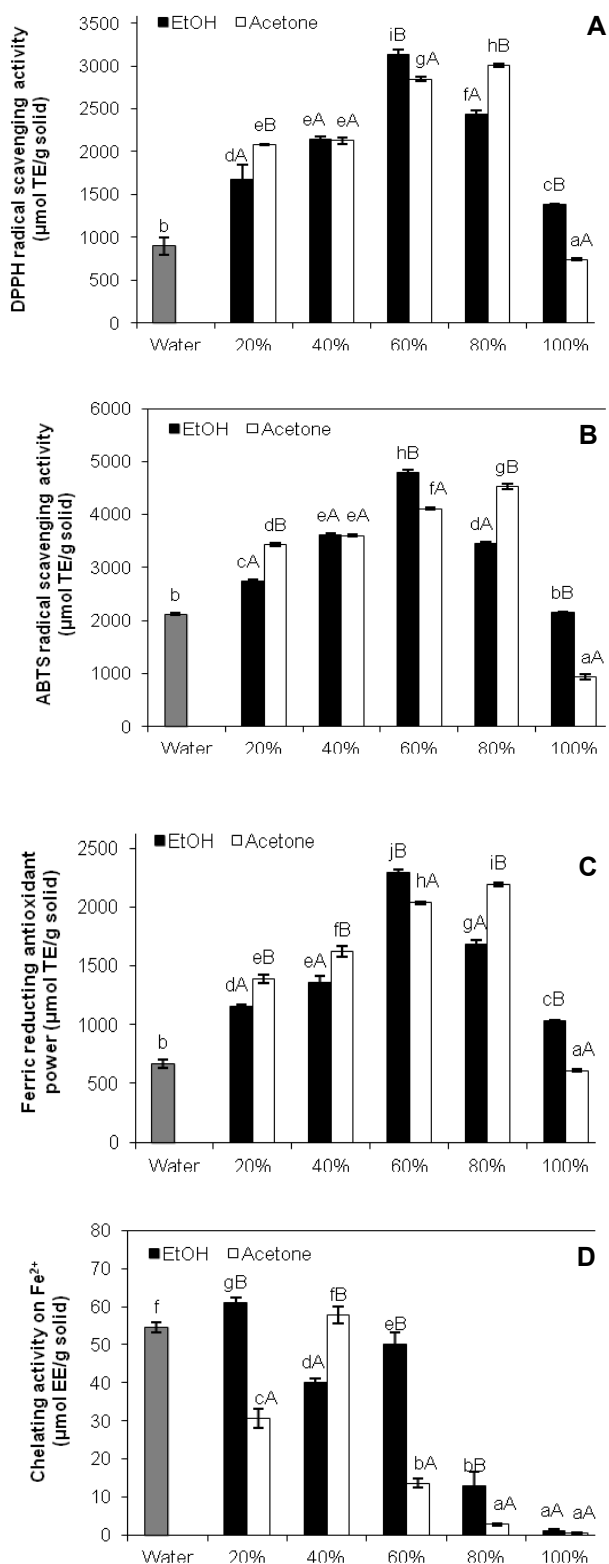 A
■EtOH □Acetone
DPPH radical scavenging activity
(µmol TE/g solid)
3500
3000
2500
2000
1500
1000
500
0
b
dA
eB
eA
eA
iB
gA
fA
hB
cB
aA
Water 20% 40% 60% 80% 100%
B
■EtOH □Acetone
ABTS radical scavenging activity
(µmol TE/g solid)
6000
5000
4000
3000
2000
1000
0
b
cA
dB
eA
eA
hB
fA
dA
gB
bB
aA
Water 20% 40% 60% 80% 100%
C
■EtOH □Acetone
Ferric reducting antioxidant
power (µmol TE/g solid)
2500
2000
1500
1000
500
0
b
dA
eB
eA
fB
jB
hA
gA
iB
cB
aA
Water 20% 40% 60% 80% 100%
D
■EtOH □Acetone
Chelating activity on Fe²⁺
(µmol EE/g solid)
80
70
60
50
40
30
20
10
0
f
gB
cA
dA
fB
eB
bA
bB
aA
aA
aA
Water 20% 40% 60% 80% 100%